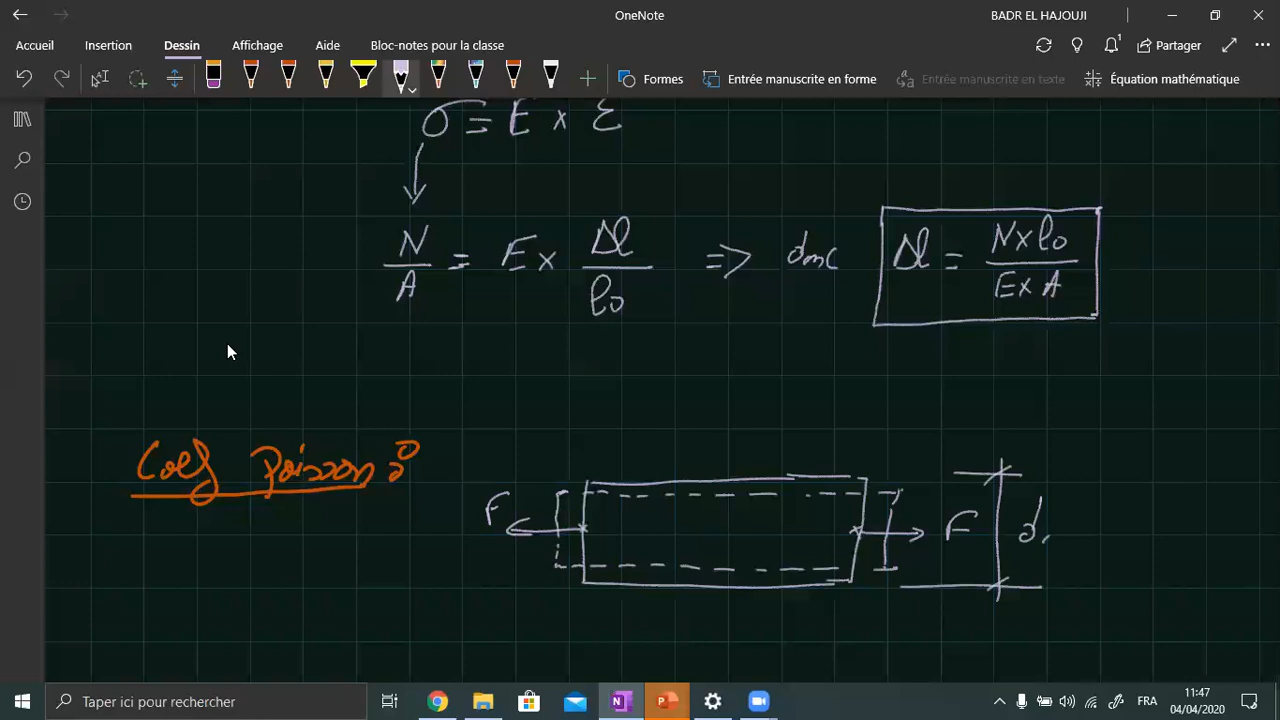 OneNote
BADR EL HAJOUJI
Accueil Insertion Dessin Affichage Aide Bloc-notes pour la classe
Partager
Formes Entrée manuscrite en forme Entrée manuscrite en texte Équation mathématique
σ = E x Ɛ
N/A = E x Δl/l0 => donc Δl = N x l0 / E x A
Coef Poisson :
F F d.
Taper ici pour rechercher
FRA
11:47
04/04/2020